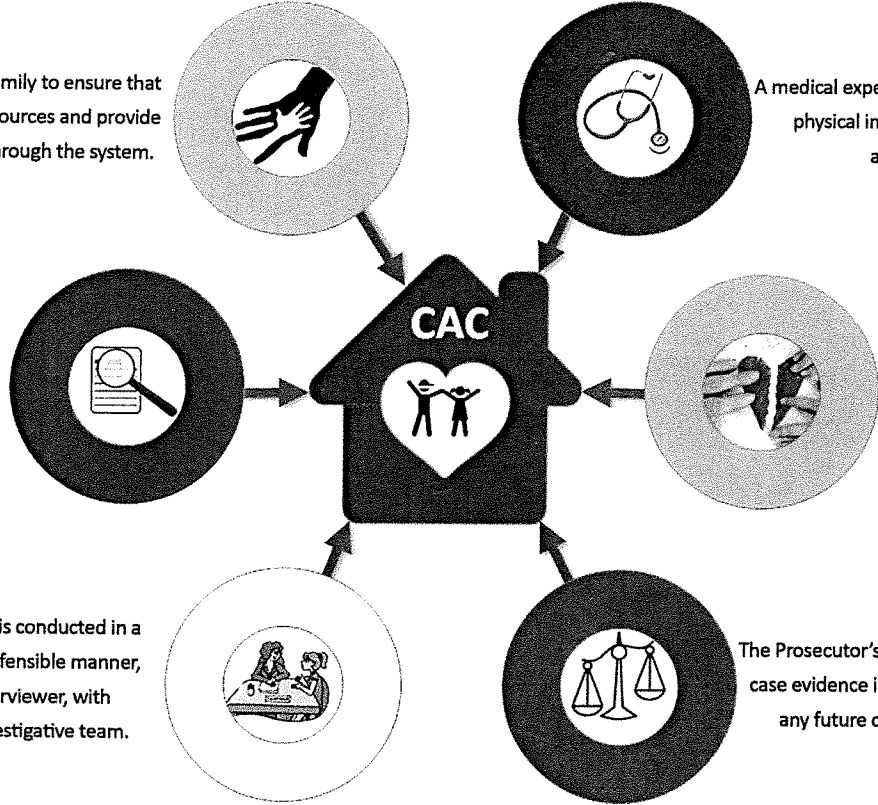 mily to ensure that
ources and provide
rough the system.
A medical expe
physical in
a
CAC
is conducted in a
fensible manner,
rviewer, with
estigative team.
The Prosecutor's
case evidence i
any future c